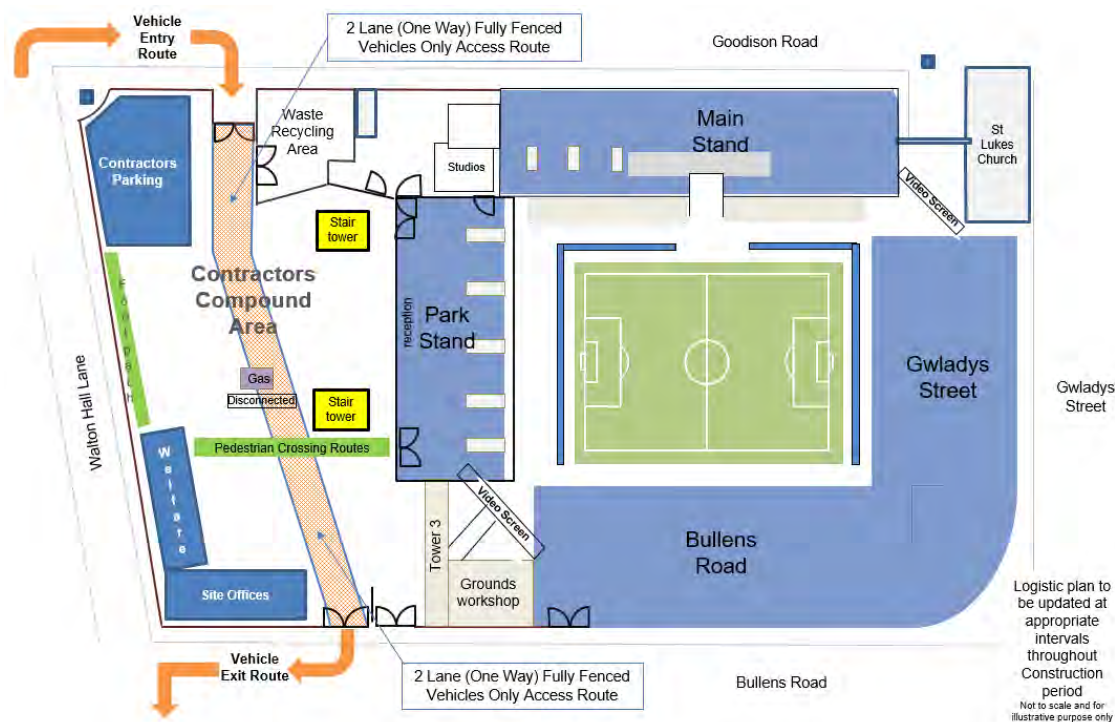 Vehicle
Entry
Route
2 Lane (One Way) Fully Fenced
Vehicles Only Access Route
Goodison Road
Contractors
Parking
Waste
Recycling
Area
Studios
Main
Stand
St
Lukes
Church
Video Screen
Stair
tower
Contractors
Compound
Area
Footpath
Walton Hall Lane
reception
Park
Stand
Gwladys
Street
Gwladys
Street
Gas
Disconnected
Stair
tower
Pedestrian Crossing Routes
Welfare
Video Screen
Tower 3
Bullens
Road
Grounds
workshop
Site Offices
Logistic plan to
be updated at
appropriate
intervals
throughout
Construction
period
Not to scale and for
illustrative purpose only
Vehicle
Exit Route
2 Lane (One Way) Fully Fenced
Vehicles Only Access Route
Bullens Road